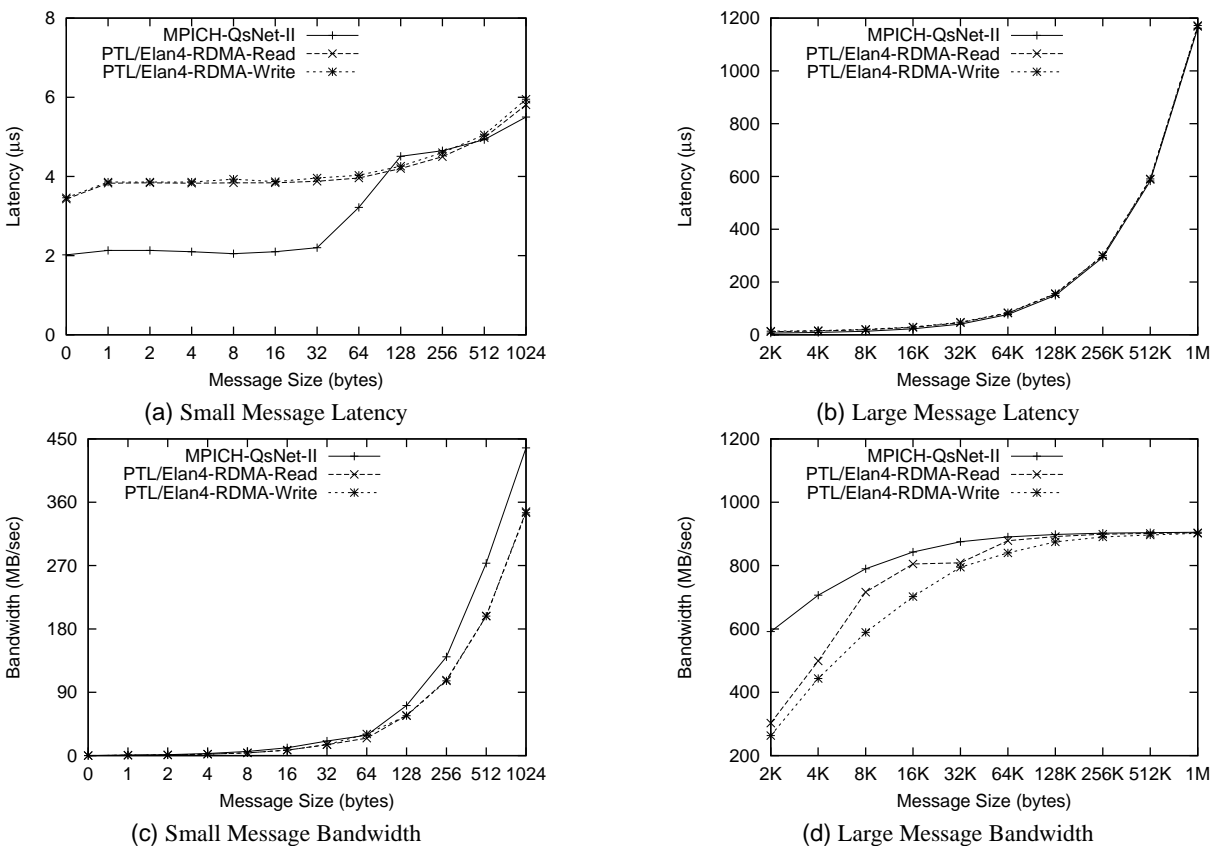 8
6
4
2
0
Latency (µs)
MPICH-QsNet-II
PTL/Elan4-RDMA-Read
PTL/Elan4-RDMA-Write
0 1 2 4 8 16 32 64 128 256 512 1024
Message Size (bytes)
(a) Small Message Latency
1200
1000
800
600
400
200
0
Latency (µs)
MPICH-QsNet-II
PTL/Elan4-RDMA-Read
PTL/Elan4-RDMA-Write
2K 4K 8K 16K 32K 64K 128K 256K 512K 1M
Message Size (bytes)
(b) Large Message Latency
450
360
270
180
90
0
Bandwidth (MB/sec)
MPICH-QsNet-II
PTL/Elan4-RDMA-Read
PTL/Elan4-RDMA-Write
0 1 2 4 8 16 32 64 128 256 512 1024
Message Size (bytes)
(c) Small Message Bandwidth
1200
1000
800
600
400
200
Bandwidth (MB/sec)
MPICH-QsNet-II
PTL/Elan4-RDMA-Read
PTL/Elan4-RDMA-Write
2K 4K 8K 16K 32K 64K 128K 256K 512K 1M
Message Size (bytes)
(d) Large Message Bandwidth